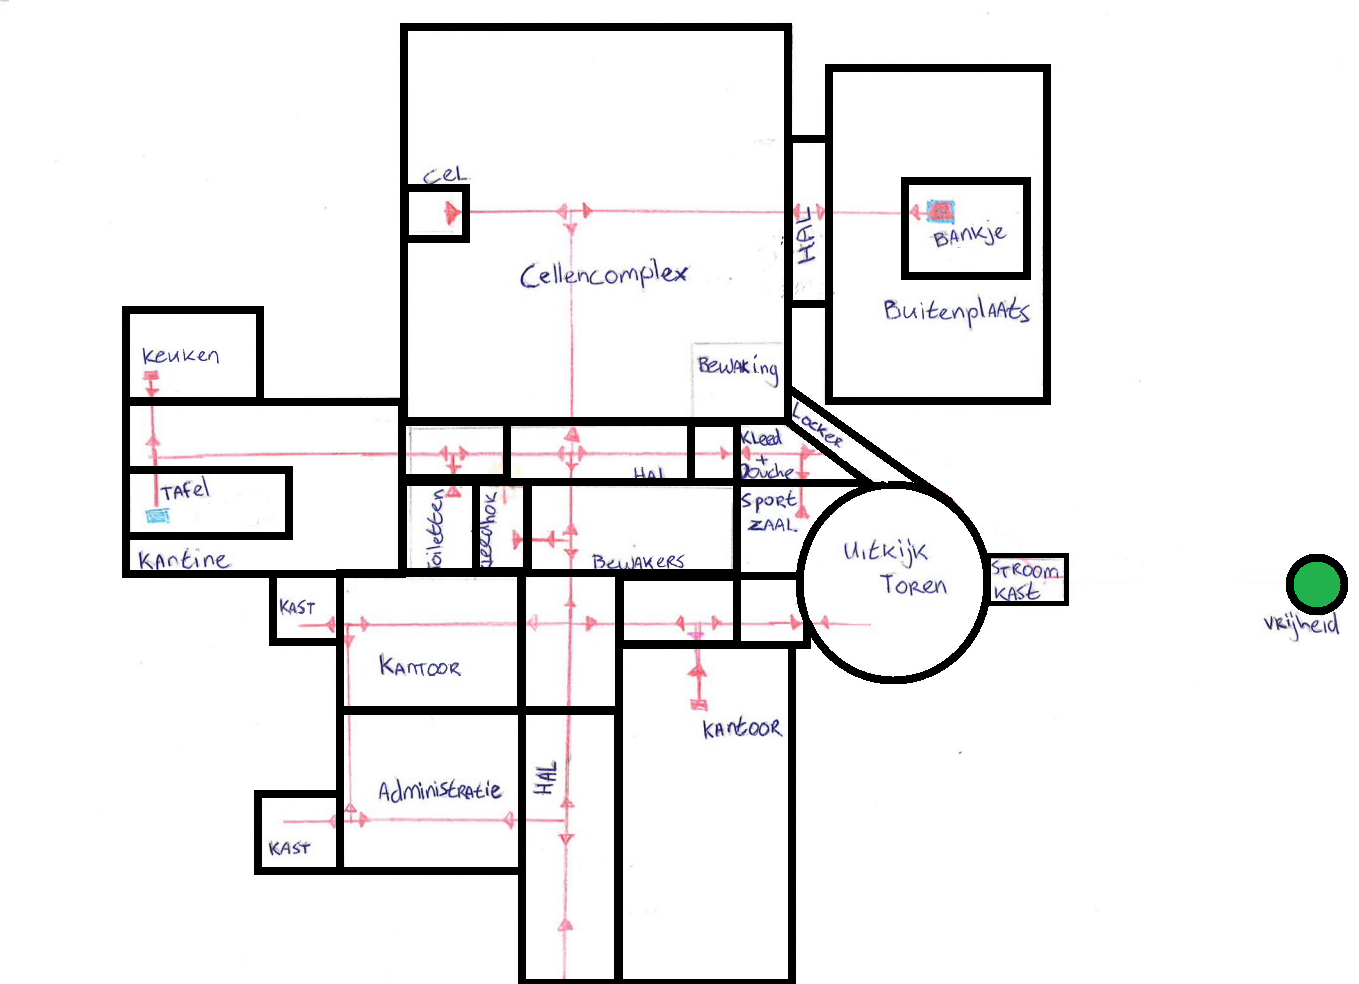 CEL
HAL
Cellencomplex
BANkje
BuitenplAAts
Keuken
BewAKing
LOCKER
KLeed
+
Douche
HAL
TAfel
Toiletten
SPORT
ZAAL
UitKijk
TOREN
STROOM
KAST
KAntine
BEWAKERS
KAST
VRijheid
KANTOOR
KANTOOR
HAL
AdministRAtie
KAST